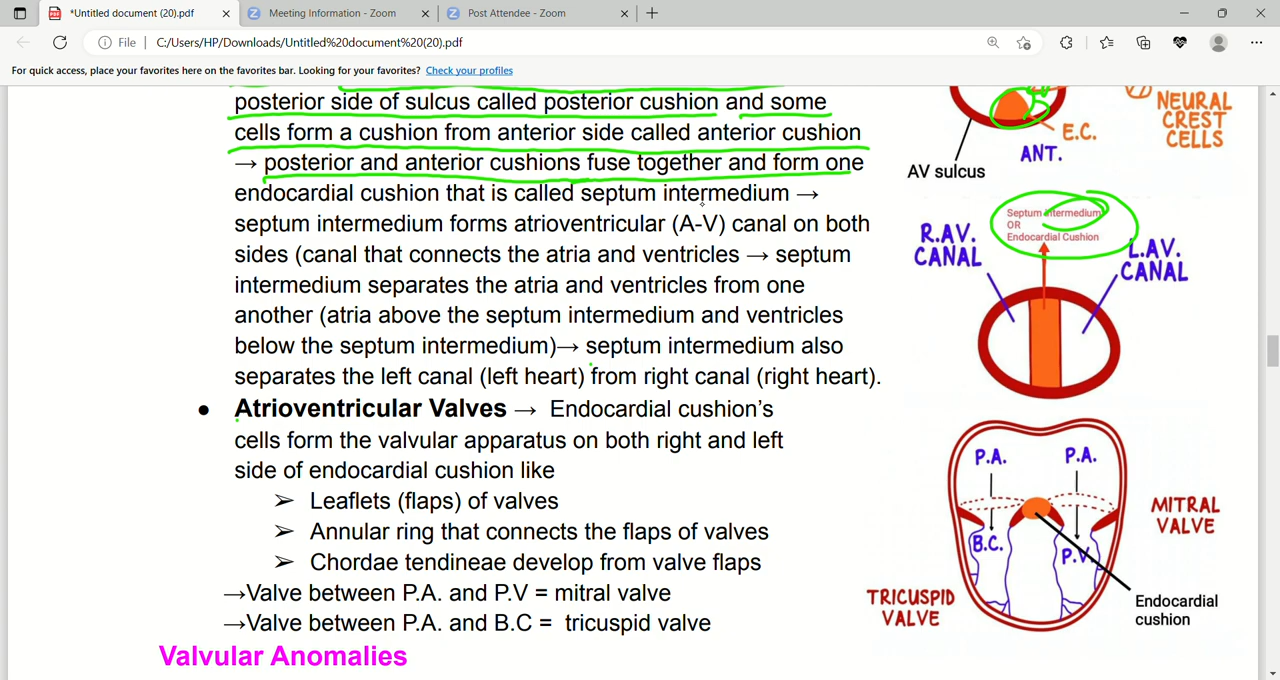 *Untitled document (20).pdf
Meeting Information - Zoom
Post Attendee - Zoom
File
C:/Users/HP/Downloads/Untitled%20document%20(20).pdf
For quick access, place your favorites here on the favorites bar. Looking for your favorites? Check your profiles
posterior side of sulcus called posterior cushion and some
cells form a cushion from anterior side called anterior cushion
→ posterior and anterior cushions fuse together and form one
endocardial cushion that is called septum intermedium →
septum intermedium forms atrioventricular (A-V) canal on both
sides (canal that connects the atria and ventricles → septum
intermedium separates the atria and ventricles from one
another (atria above the septum intermedium and ventricles
below the septum intermedium)→ septum intermedium also
separates the left canal (left heart) from right canal (right heart).
● Atrioventricular Valves → Endocardial cushion's
cells form the valvular apparatus on both right and left
side of endocardial cushion like
➢ Leaflets (flaps) of valves
➢ Annular ring that connects the flaps of valves
➢ Chordae tendineae develop from valve flaps
→Valve between P.A. and P.V = mitral valve
→Valve between P.A. and B.C = tricuspid valve
Valvular Anomalies
NEURAL
CREST
CELLS
E.C.
ANT.
AV sulcus
Septum intermedium
OR
Endocardial Cushion
R.AV.
CANAL
L.AV.
CANAL
P.A.
P.A.
B.C.
P.V.
MITRAL
VALVE
TRICUSPID
VALVE
Endocardial
cushion